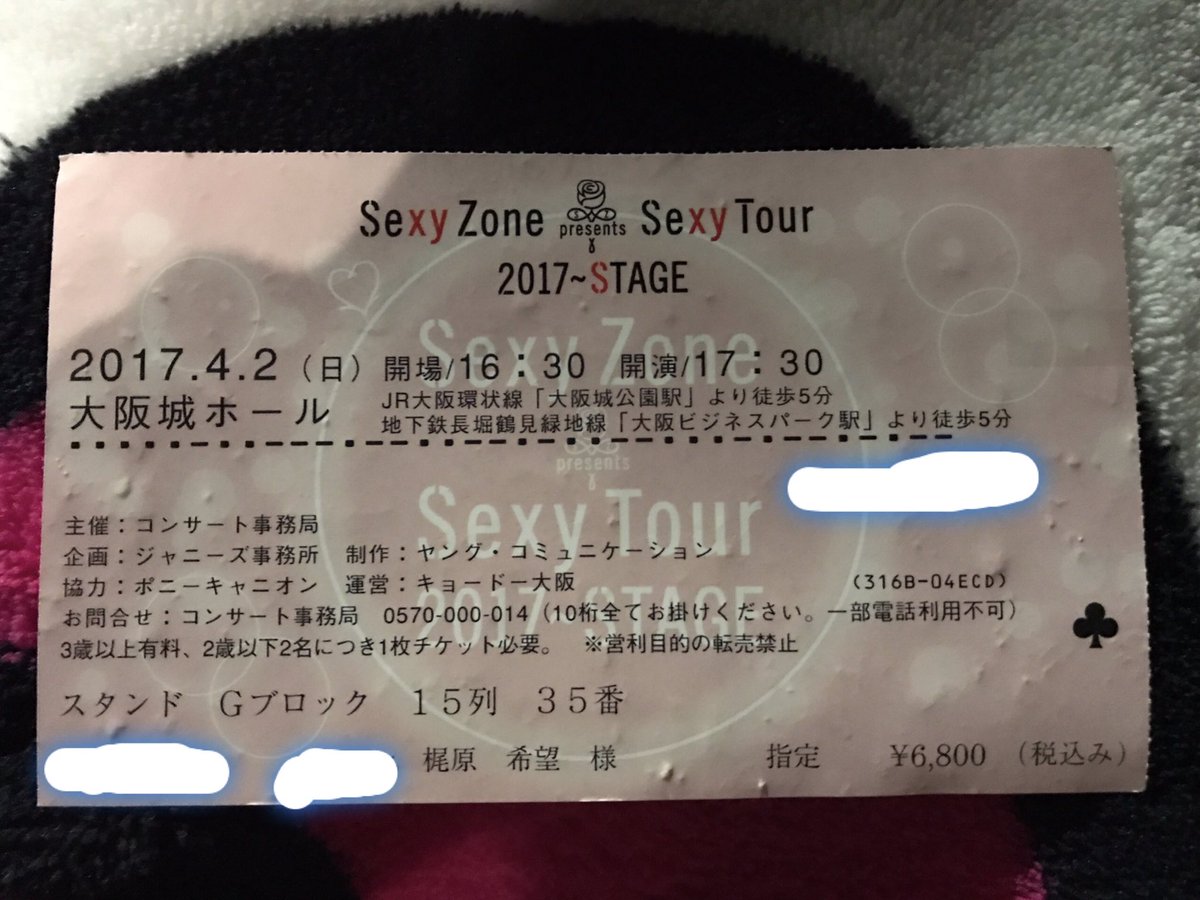 Sexy Zone presents Sexy Tour
2017~STAGE
Sexy Zone
2017.4.2（日）開場/16：30　開演/17：30
大阪城ホール
JR大阪環状線「大阪城公園駅」より徒歩5分
地下鉄長堀鶴見緑地線「大阪ビジネスパーク駅」より徒歩5分
presents
Sexy Tour
2017~STAGE
主催：コンサート事務局
企画：ジャニーズ事務所　制作：ヤング・コミュニケーション
協力：ポニーキャニオン　運営：キョードー大阪　(316B-04ECD)
お問合せ：コンサート事務局　0570-000-014（10桁全てお掛けください。一部電話利用不可）
3歳以上有料、2歳以下2名につき1枚チケット必要。　※営利目的の転売禁止
スタンド　Gブロック　15列　35番
梶原　希望　様　指定　¥6,800　（税込み）